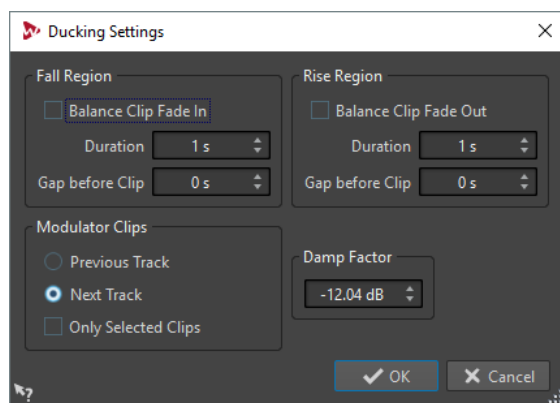 Ducking Settings
Fall Region
Balance Clip Fade In
Duration 1 s
Gap before Clip 0 s
Rise Region
Balance Clip Fade Out
Duration 1 s
Gap before Clip 0 s
Modulator Clips
Previous Track
Next Track
Only Selected Clips
Damp Factor
-12.04 dB
OK Cancel
?